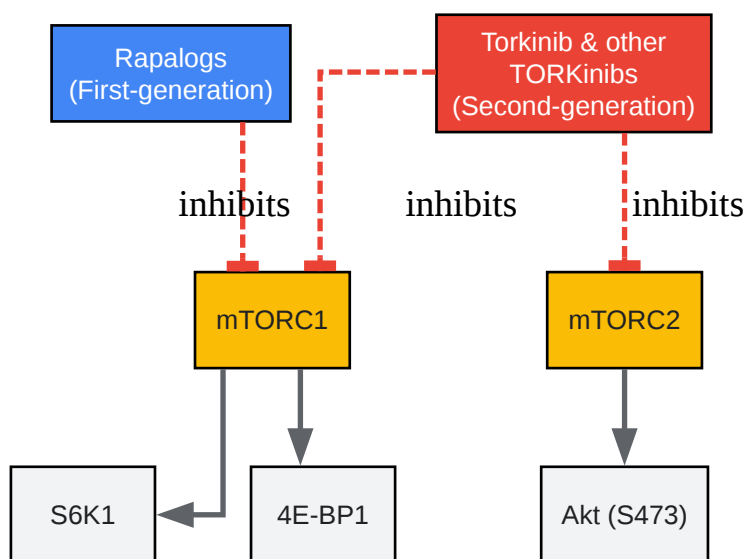 Rapalogs
(First-generation)
Torkinib & other
TORKinibs
(Second-generation)
inhibits
inhibits
inhibits
mTORC1
mTORC2
S6K1
4E-BP1
Akt (S473)